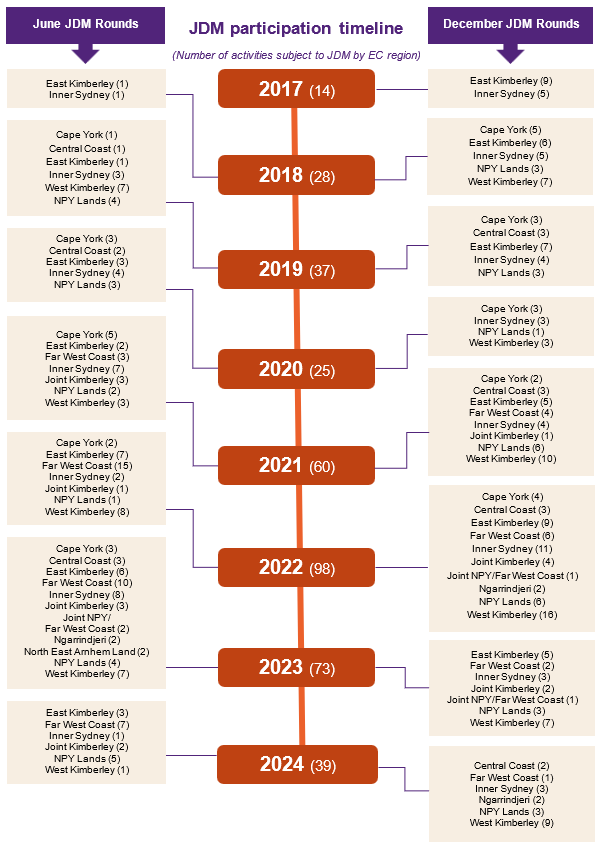 June JDM Rounds
JDM participation timeline
December JDM Rounds
(Number of activities subject to JDM by EC region)
East Kimberley (1)
Inner Sydney (1)
2017 (14)
East Kimberley (9)
Inner Sydney (5)
Cape York (1)
Central Coast (1)
East Kimberley (1)
Inner Sydney (3)
West Kimberley (7)
NPY Lands (4)
2018 (28)
Cape York (5)
East Kimberley (6)
Inner Sydney (5)
NPY Lands (3)
West Kimberley (7)
Cape York (3)
Central Coast (2)
East Kimberley (3)
Inner Sydney (4)
NPY Lands (3)
2019 (37)
Cape York (3)
Central Coast (3)
East Kimberley (7)
Inner Sydney (4)
NPY Lands (3)
Cape York (5)
East Kimberley (2)
Far West Coast (3)
Inner Sydney (7)
Joint Kimberley (3)
NPY Lands (2)
West Kimberley (3)
2020 (25)
Cape York (3)
Inner Sydney (3)
NPY Lands (1)
West Kimberley (3)
Cape York (2)
East Kimberley (7)
Far West Coast (15)
Inner Sydney (2)
Joint Kimberley (1)
NPY Lands (1)
West Kimberley (8)
2021 (60)
Cape York (2)
Central Coast (3)
East Kimberley (5)
Far West Coast (4)
Inner Sydney (4)
Joint Kimberley (1)
NPY Lands (6)
West Kimberley (10)
Cape York (3)
Central Coast (3)
East Kimberley (6)
Far West Coast (10)
Inner Sydney (8)
Joint Kimberley (3)
Joint NPY/
Far West Coast (2)
Ngarrindjeri (2)
North East Arnhem Land (2)
NPY Lands (4)
West Kimberley (7)
2022 (98)
Cape York (4)
Central Coast (3)
East Kimberley (9)
Far West Coast (6)
Inner Sydney (11)
Joint Kimberley (4)
Joint NPY/Far West Coast (1)
Ngarrindjeri (2)
NPY Lands (6)
West Kimberley (16)
2023 (73)
East Kimberley (5)
Far West Coast (2)
Inner Sydney (3)
Joint Kimberley (2)
Joint NPY/Far West Coast (1)
NPY Lands (3)
West Kimberley (7)
East Kimberley (3)
Far West Coast (7)
Inner Sydney (1)
Joint Kimberley (2)
NPY Lands (5)
West Kimberley (1)
2024 (39)
Central Coast (2)
Far West Coast (1)
Inner Sydney (3)
Ngarrindjeri (2)
NPY Lands (3)
West Kimberley (9)